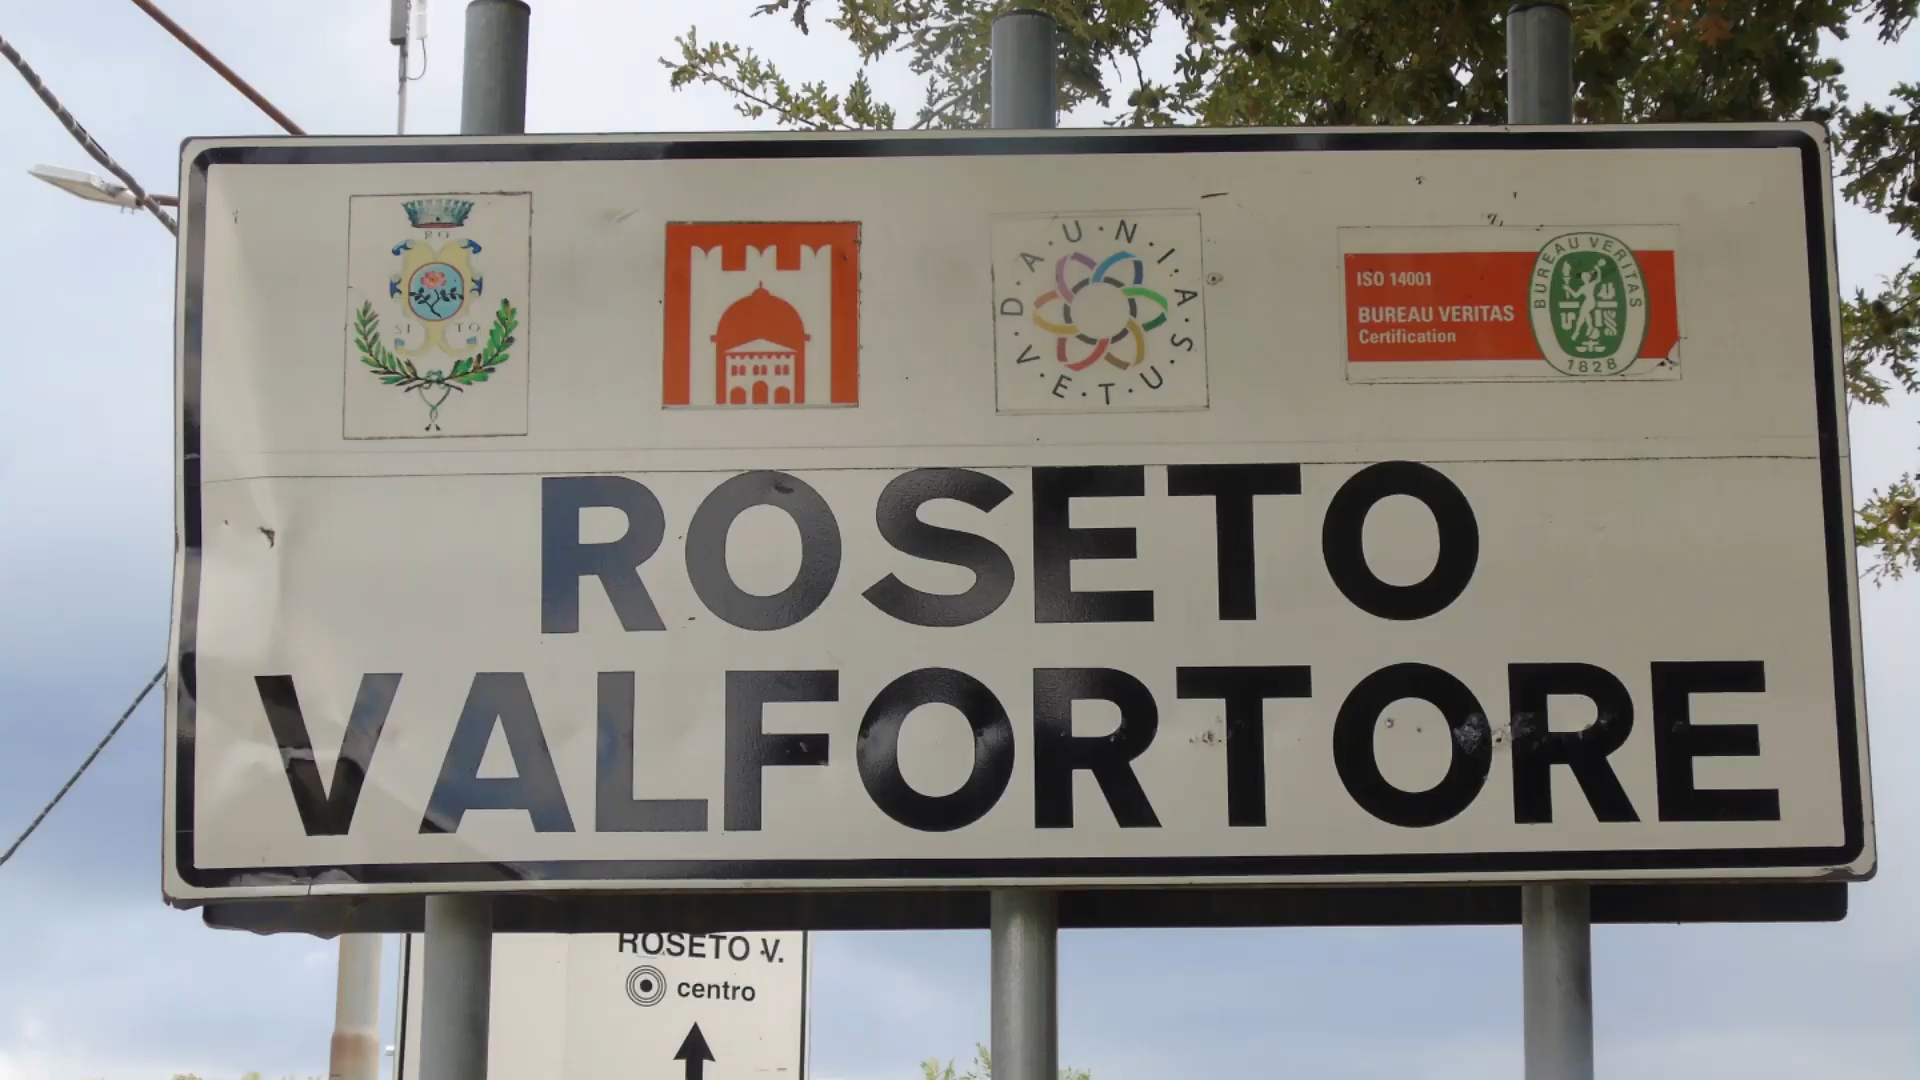 RO
SI TO
D·A·U·N·I·A
V·E·T·U·S
ISO 14001
BUREAU VERITAS
Certification
BUREAU VERITAS
1828
ROSETO
VALFORTORE
ROSETO V.
centro